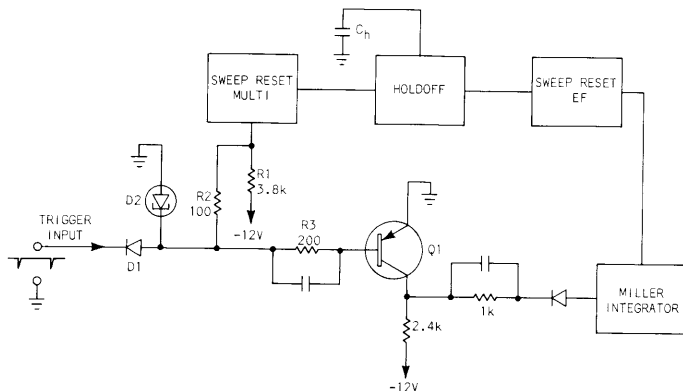 C h
SWEEP RESET
MULTI
HOLDOFF
SWEEP RESET
EF
R1
3.8k
D2
R2
100
-12V
R3
200
TRIGGER
INPUT
D1
Q1
1k
MILLER
INTEGRATOR
2.4k
-12V